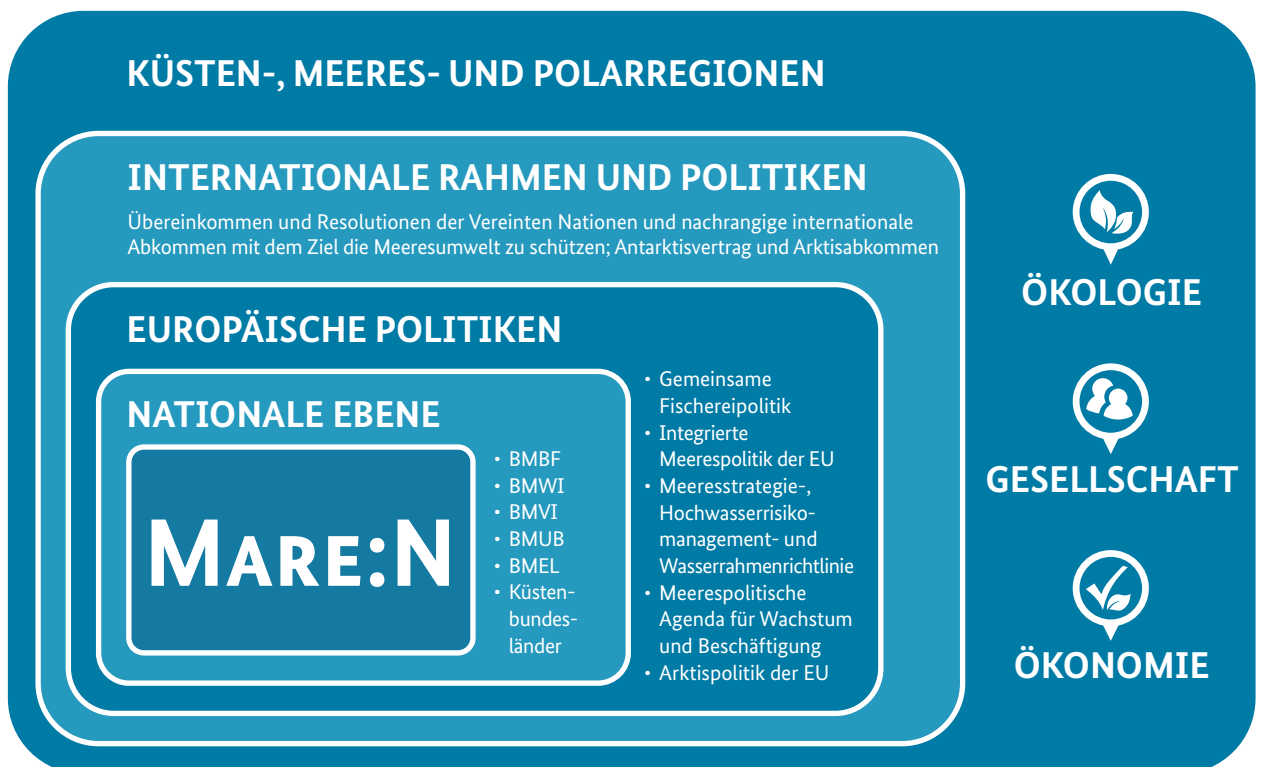 KÜSTEN-, MEERES- UND POLARREGIONEN
INTERNATIONALE RAHMEN UND POLITIKEN
Übereinkommen und Resolutionen der Vereinten Nationen und nachrangige internationale
Abkommen mit dem Ziel die Meeresumwelt zu schützen; Antarktisvertrag und Arktisabkommen
EUROPÄISCHE POLITIKEN
NATIONALE EBENE
MARE:N
• BMBF
• BMWI
• BMVI
• BMUB
• BMEL
• Küsten-
bundes-
länder
• Gemeinsame
Fischereipolitik
• Integrierte
Meerespolitik der EU
• Meeresstrategie-,
Hochwasserrisiko-
management- und
Wasserrahmenrichtlinie
• Meerespolitische
Agenda für Wachstum
und Beschäftigung
• Arktispolitik der EU
ÖKOLOGIE
GESELLSCHAFT
ÖKONOMIE